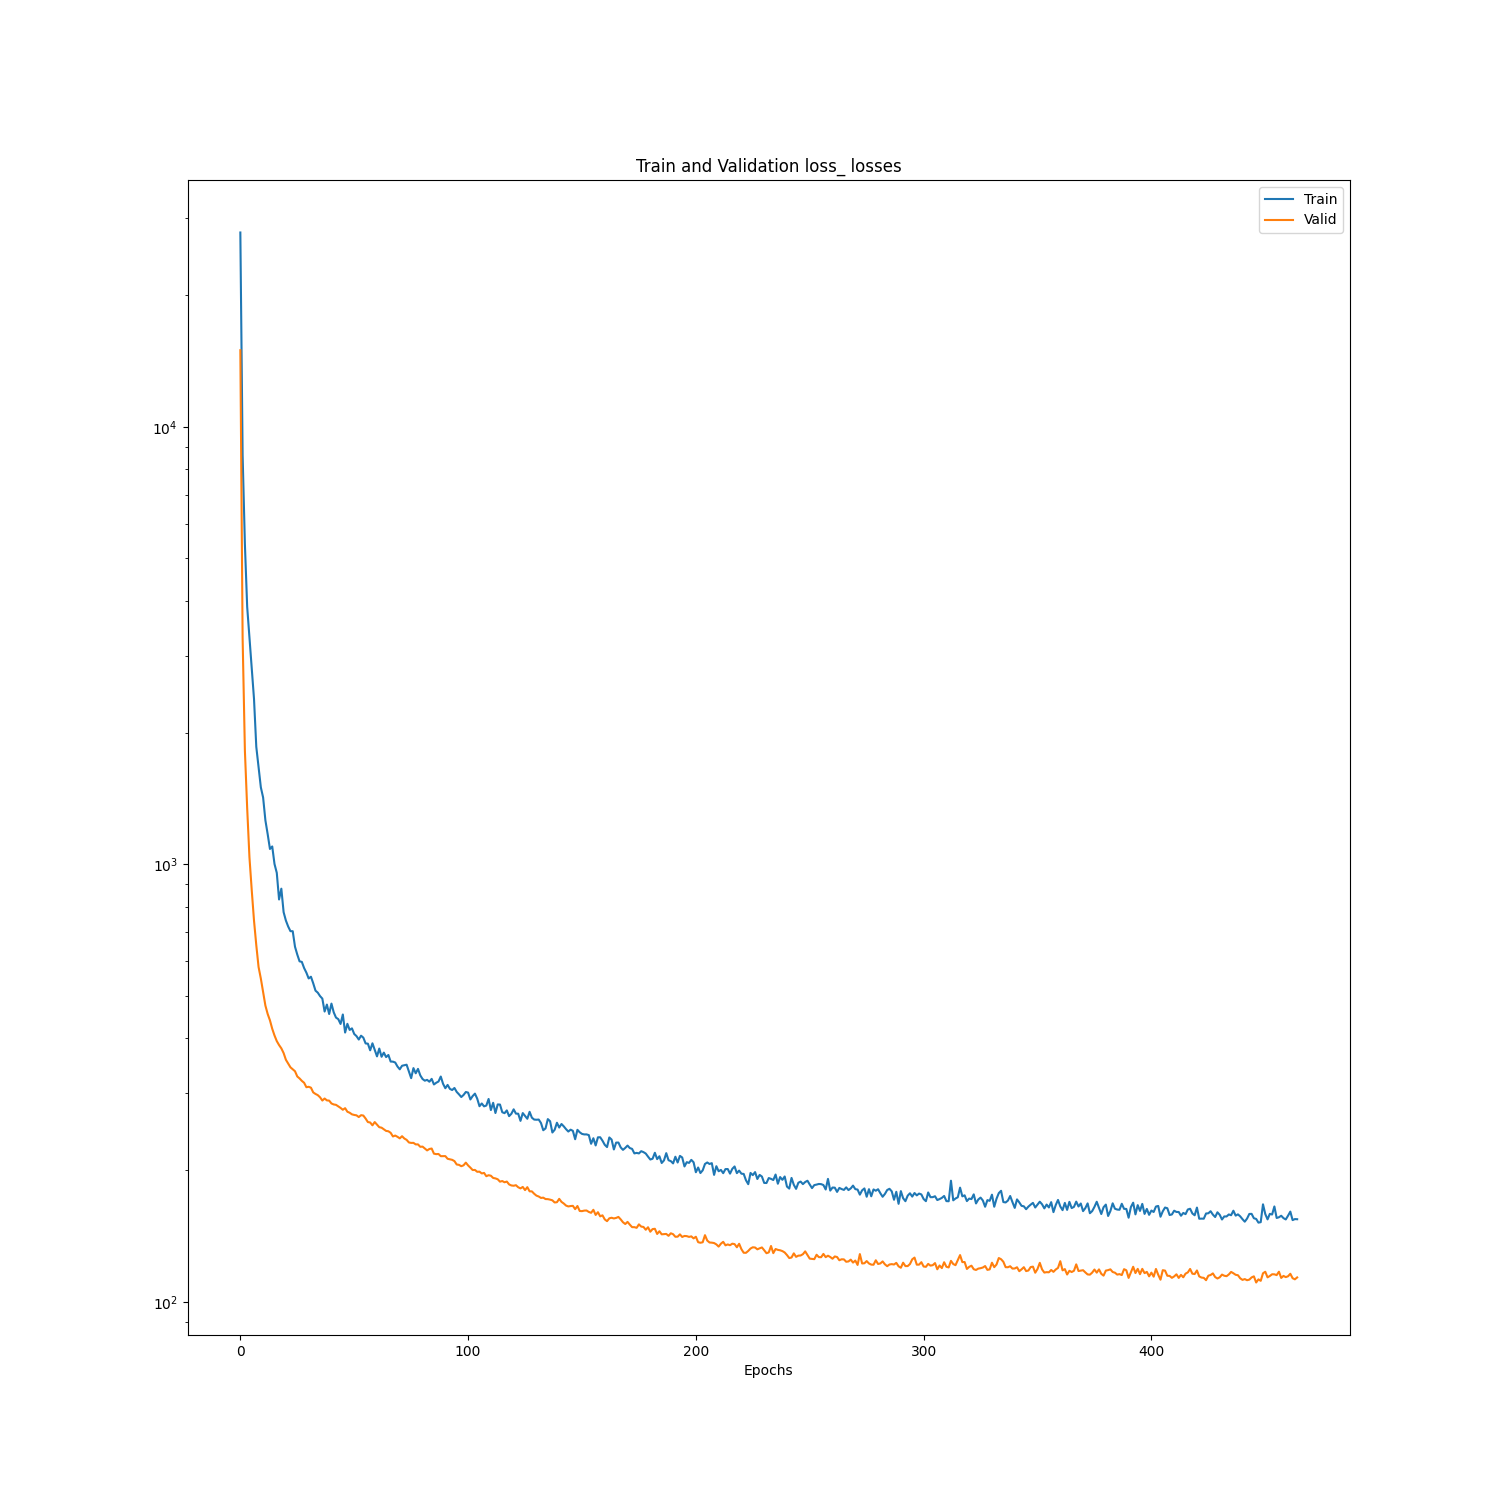 Train and Validation loss_ losses
Train
Valid
10^4
10^3
10^2
0 100 200 300 400
Epochs